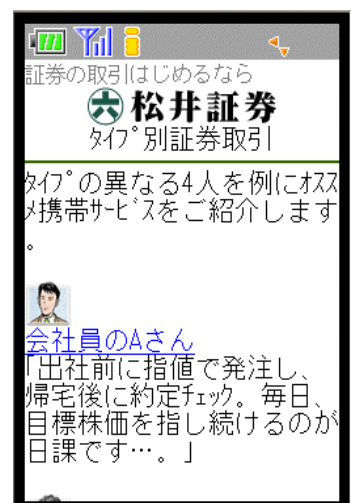 証券の取引はじめるなら
六 松井証券
ﾀｲﾌﾟ別証券取引
ﾀｲﾌﾟの異なる4人を例にｵｽｽ
ﾒ携帯ｻｰﾋﾞｽをご紹介します
。
会社員のAさん
｢出社前に指値で発注し、
帰宅後に約定ﾁｪｯｸ。毎日、
目標株価を指し続けるのが
日課です…。｣